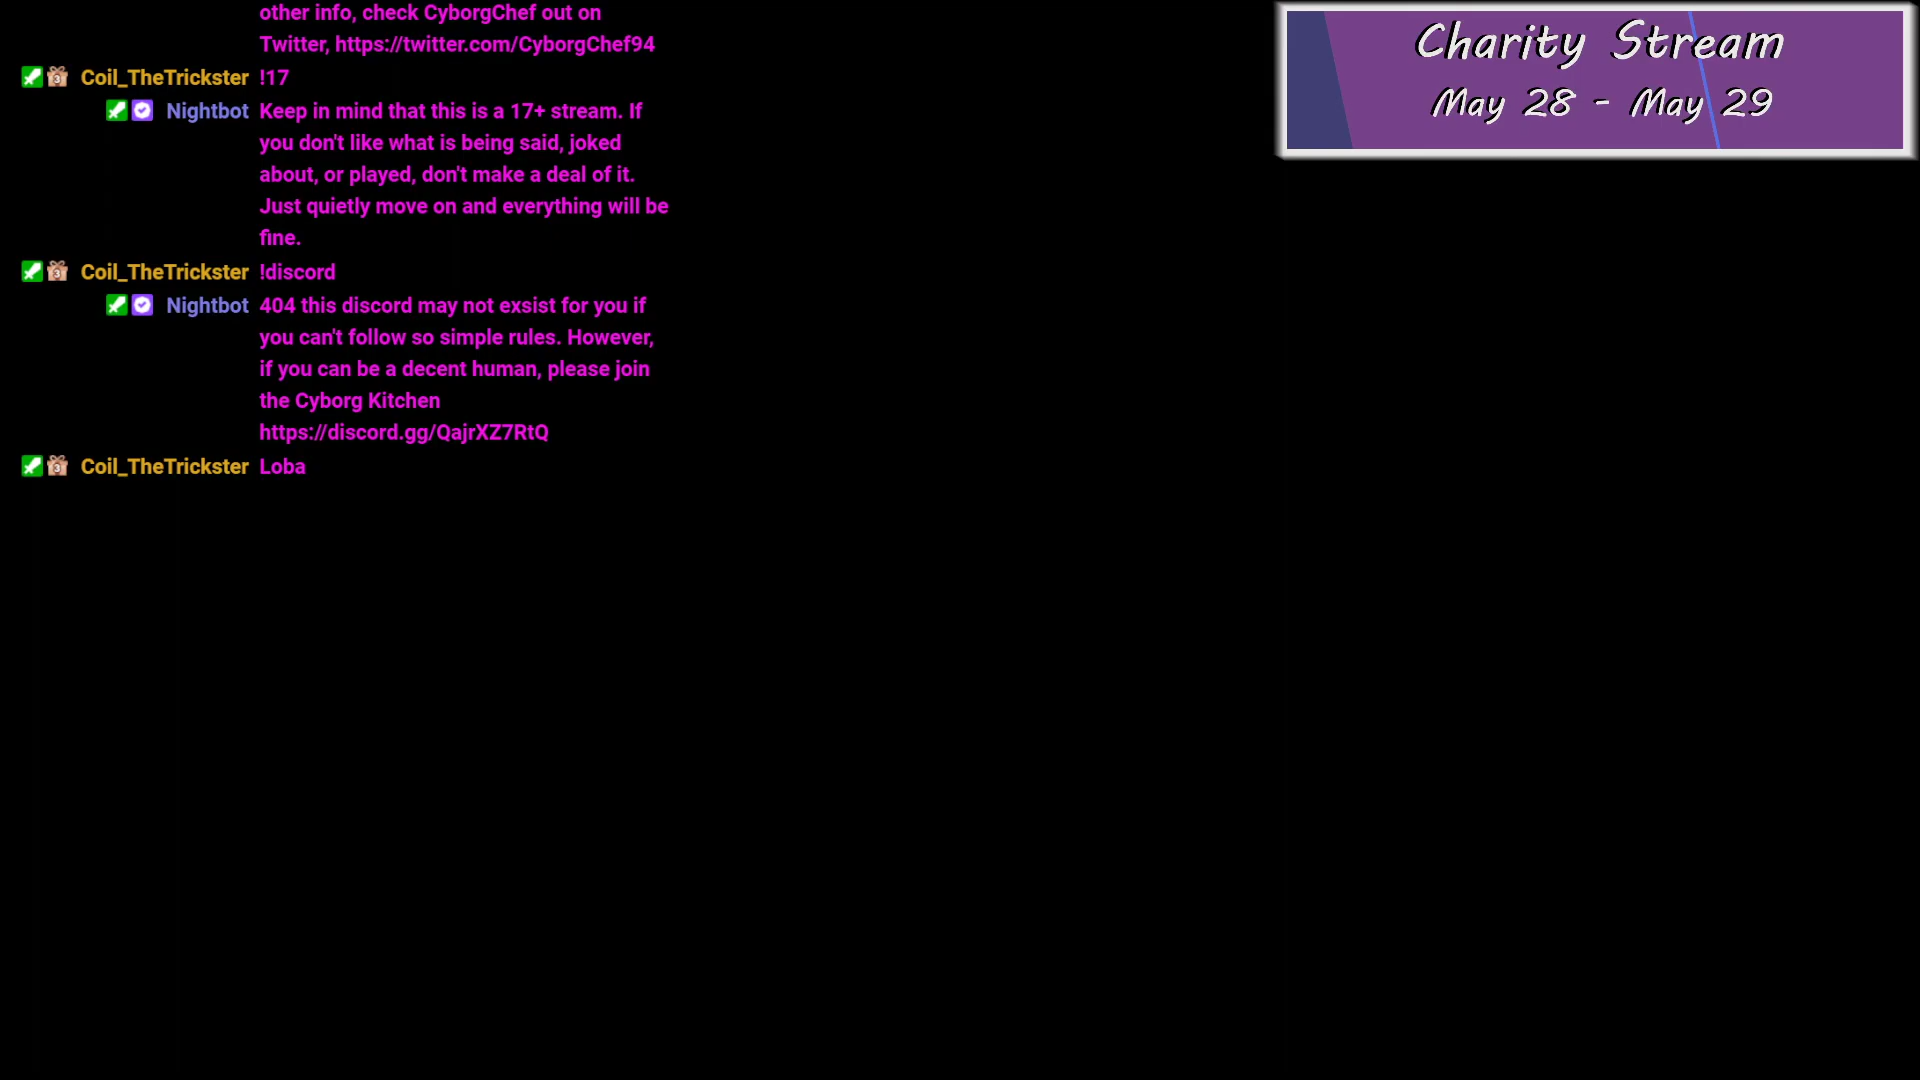 other info, check CyborgChef out on
Twitter, https://twitter.com/CyborgChef94
Coil_TheTrickster !17
Nightbot Keep in mind that this is a 17+ stream. If
you don't like what is being said, joked
about, or played, don't make a deal of it.
Just quietly move on and everything will be
fine.
Coil_TheTrickster !discord
Nightbot 404 this discord may not exsist for you if
you can't follow so simple rules. However,
if you can be a decent human, please join
the Cyborg Kitchen
https://discord.gg/QajrXZ7RtQ
Coil_TheTrickster Loba
Charity Stream
May 28 - May 29